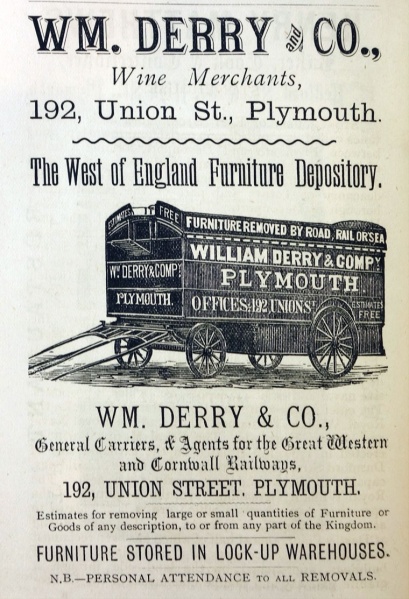 WM. DERRY and CO.,
Wine Merchants,
192, Union St., Plymouth.
The West of England Furniture Depository.
ESTIMATES FREE
FURNITURE REMOVED BY ROAD, RAIL OR SEA
WILLIAM DERRY & COMPY
PLYMOUTH
OFFICES: 192 UNION ST
ESTIMATES FREE
WM DERRY & COMPY
PLYMOUTH.
WM. DERRY & CO.,
General Carriers, & Agents for the Great Western
and Cornwall Railways,
192, UNION STREET. PLYMOUTH.
Estimates for removing large or small quantities of Furniture or
Goods of any description, to or from any part of the Kingdom.
FURNITURE STORED IN LOCK-UP WAREHOUSES.
N.B.—PERSONAL ATTENDANCE TO ALL REMOVALS.